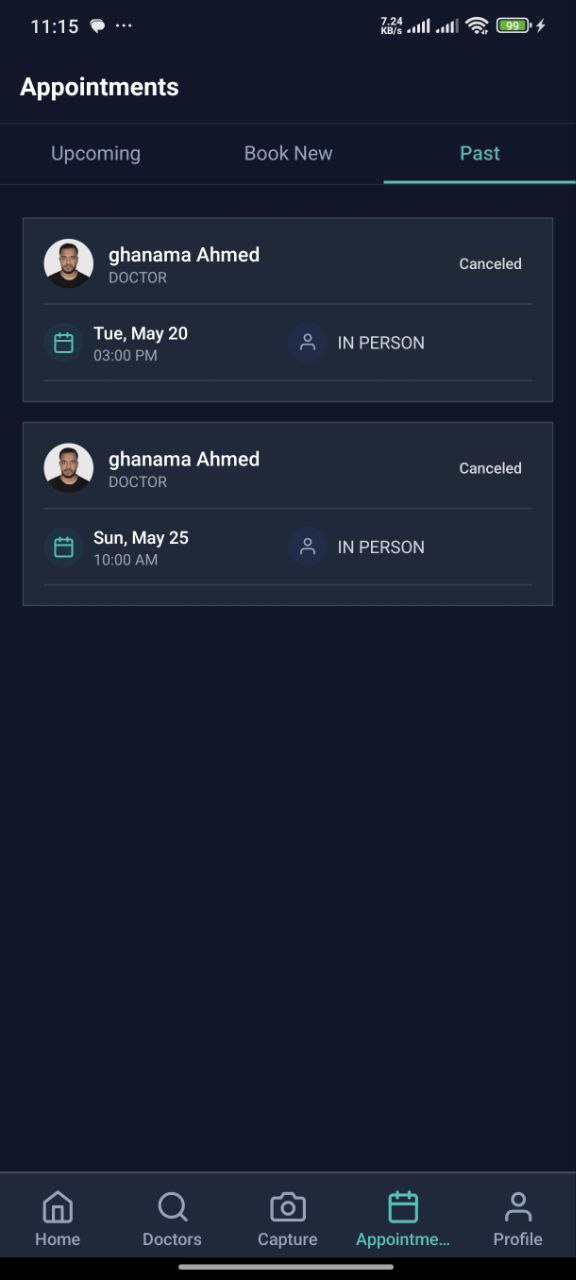 11:15
7.24
KB/s
99
Appointments
Upcoming
Book New
Past
ghanama Ahmed
DOCTOR
Canceled
Tue, May 20
03:00 PM
IN PERSON
ghanama Ahmed
DOCTOR
Canceled
Sun, May 25
10:00 AM
IN PERSON
Home
Doctors
Capture
Appointme...
Profile